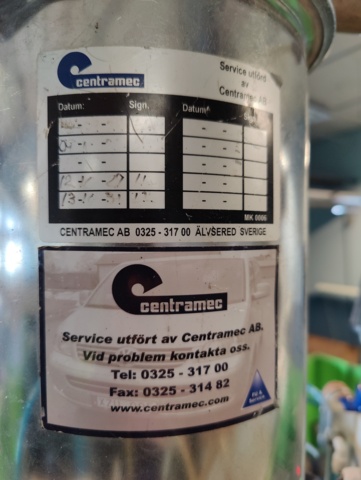 centramec
Service utfört
av
Centramec AB
Datum: Sign. Datum: Sign.
MK 0006
CENTRAMEC AB 0325 - 317 00 ÄLVSERED SVERIGE
centramec
Service utfört av Centramec AB.
Vid problem kontakta oss.
Tel: 0325 - 317 00
Fax: 0325 - 314 82
www.centramec.com